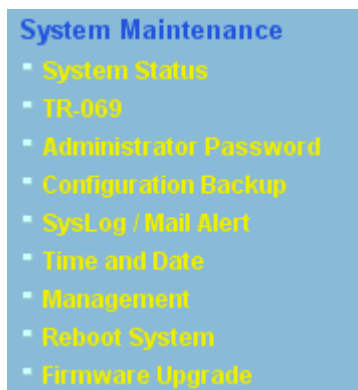 System Maintenance
System Status
TR-069
Administrator Password
Configuration Backup
SysLog / Mail Alert
Time and Date
Management
Reboot System
Firmware Upgrade